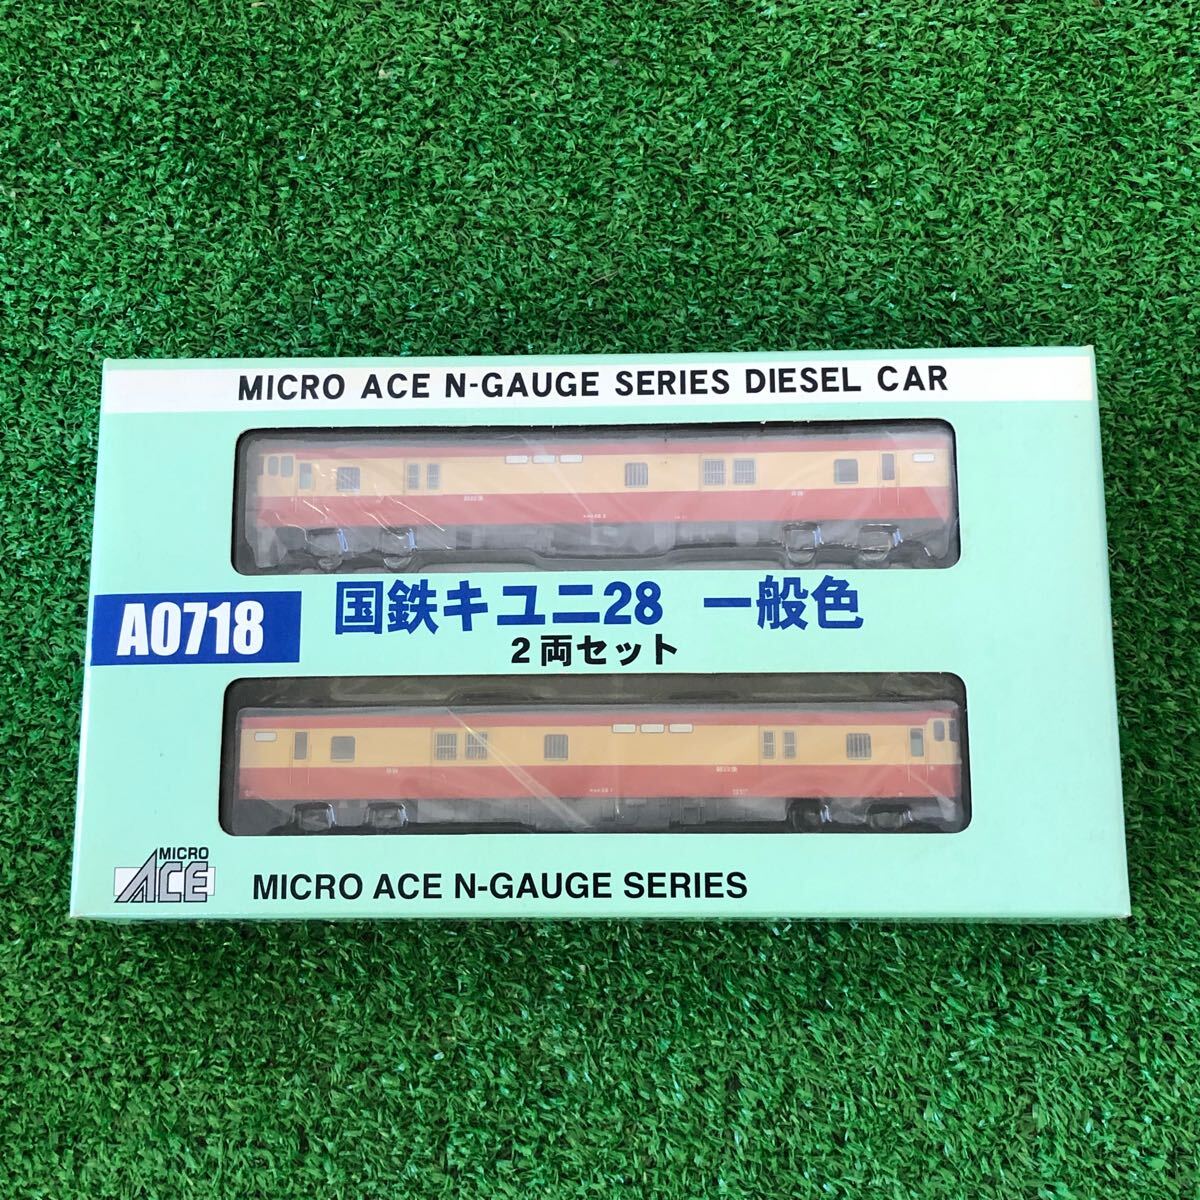 MICRO ACE N-GAUGE SERIES DIESEL CAR
A0718
国鉄キユニ28 一般色
2両セット
MICRO
ACE
MICRO ACE N-GAUGE SERIES